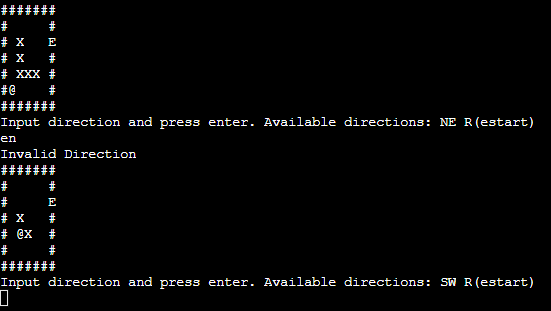 #######
#     #
# X   E
# X   #
# XXX #
#@    #
#######
Input direction and press enter. Available directions: NE R(estart)
en
Invalid Direction
#######
#     #
#     E
# X   #
# @X  #
#     #
#######
Input direction and press enter. Available directions: SW R(estart)